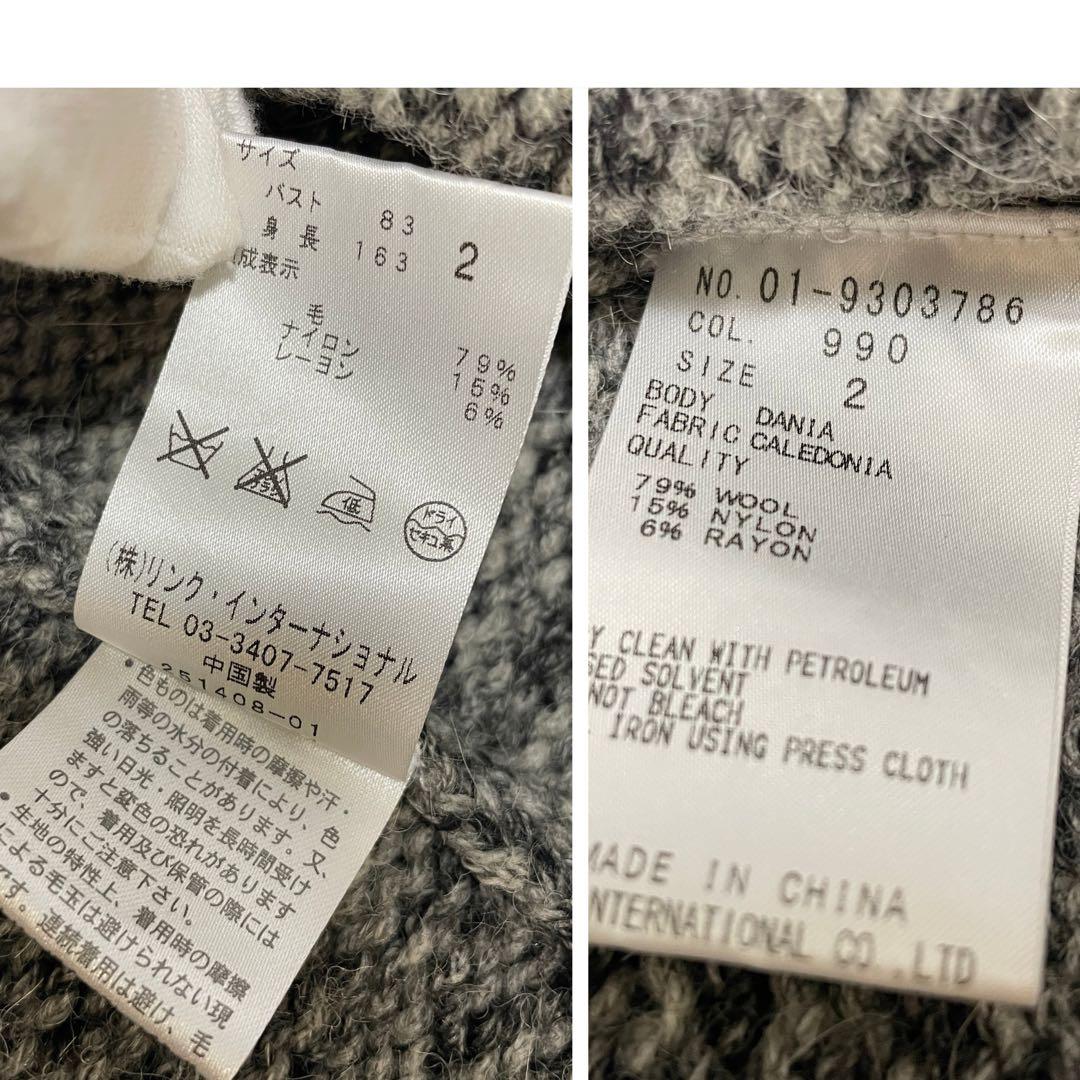 サイズ
バスト 83
身長 163
2
成表示
毛 79%
ナイロン 15%
レーヨン 6%
低
ドライ
セキユ系
(株)リンク・インターナショナル
TEL 03-3407-7517
中国製
251408-01
・色ものは着用時の摩擦や汗・
雨等の水分の付着により、色
の落ちることがあります。又、
強い日光・照明を長時間受け
ますと変色の恐れがあります
ので、着用及び保管の際には
十分にご注意下さい。
・生地の特性上、着用時の摩擦
による毛玉は避けられない現
です。連続着用は避け、毛
NO. 01-9303786
COL. 990
SIZE 2
BODY DANIA
FABRIC CALEDONIA
QUALITY
79% WOOL
15% NYLON
6% RAYON
Y CLEAN WITH PETROLEUM
SED SOLVENT
NOT BLEACH
IRON USING PRESS CLOTH
MADE IN CHINA
NTERNATIONAL CO.,LTD